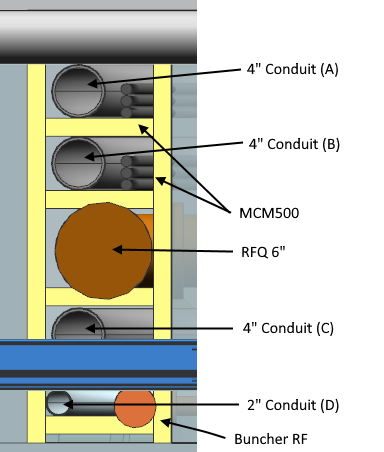 4" Conduit (A)
4" Conduit (B)
MCM500
RFQ 6"
4" Conduit (C)
2" Conduit (D)
Buncher RF